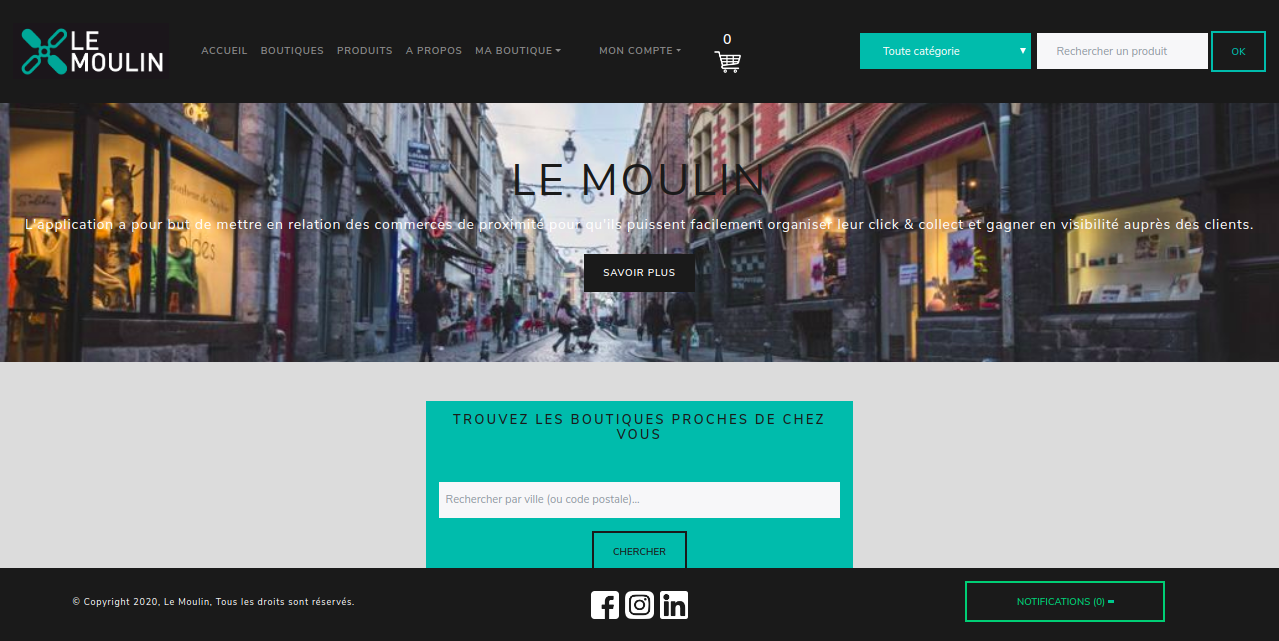 LE
MOULIN
ACCUEIL BOUTIQUES PRODUITS A PROPOS MA BOUTIQUE MON COMPTE
0
Toute catégorie
Rechercher un produit
OK
LE MOULIN
L'application a pour but de mettre en relation des commerces de proximité pour qu'ils puissent facilement organiser leur click & collect et gagner en visibilité auprès des clients.
SAVOIR PLUS
TROUVEZ LES BOUTIQUES PROCHES DE CHEZ
VOUS
Rechercher par ville (ou code postale)...
CHERCHER
© Copyright 2020, Le Moulin, Tous les droits sont réservés.
NOTIFICATIONS (0)